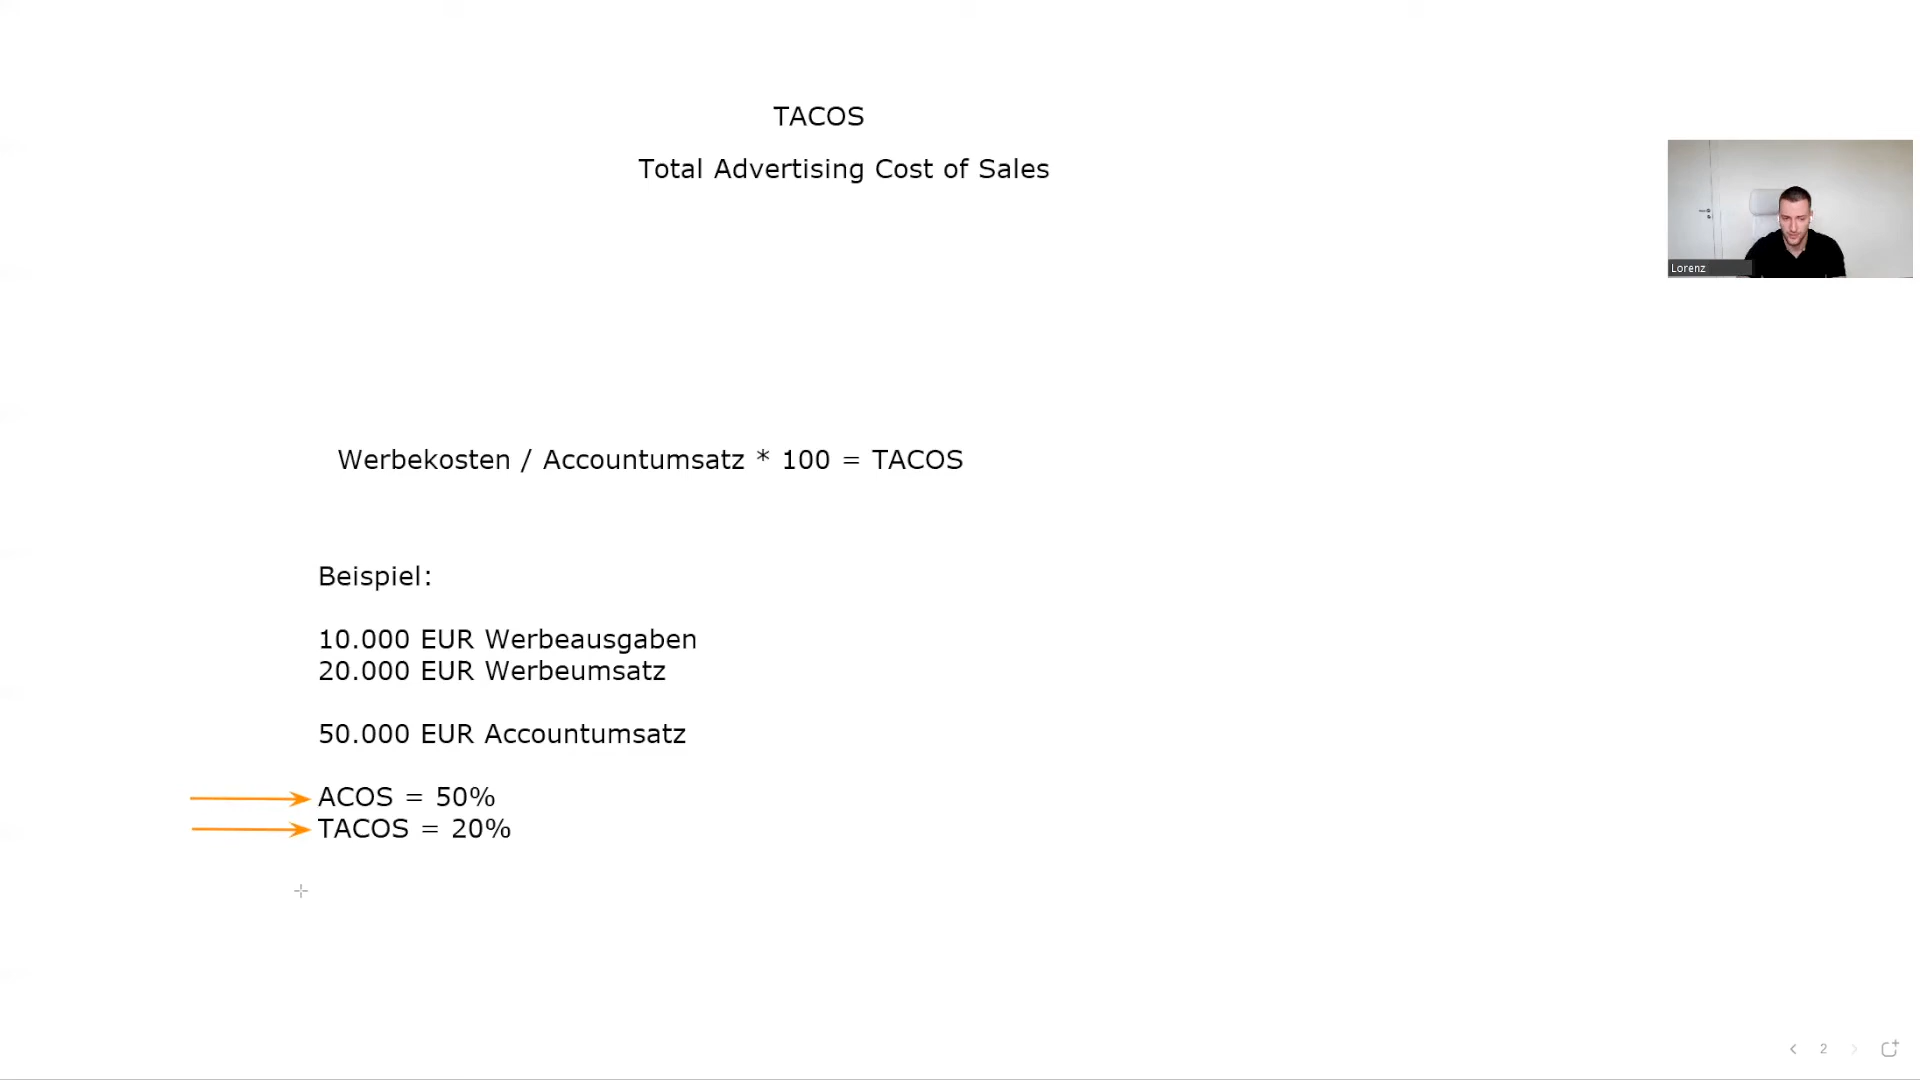 TACOS
Total Advertising Cost of Sales
Lorenz
Werbekosten / Accountumsatz * 100 = TACOS
Beispiel:
10.000 EUR Werbeausgaben
20.000 EUR Werbeumsatz
50.000 EUR Accountumsatz
ACOS = 50%
TACOS = 20%
2